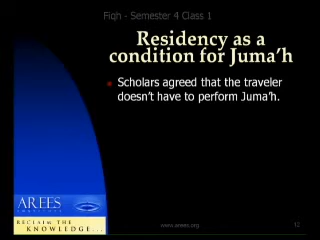 Fiqh - Semester 4 Class 1
Residency as a
condition for Juma'h
Scholars agreed that the traveler
doesn't have to perform Juma'h.
AREES
RECLAIM THE
KNOWLEDGE...
www.arees.org
12